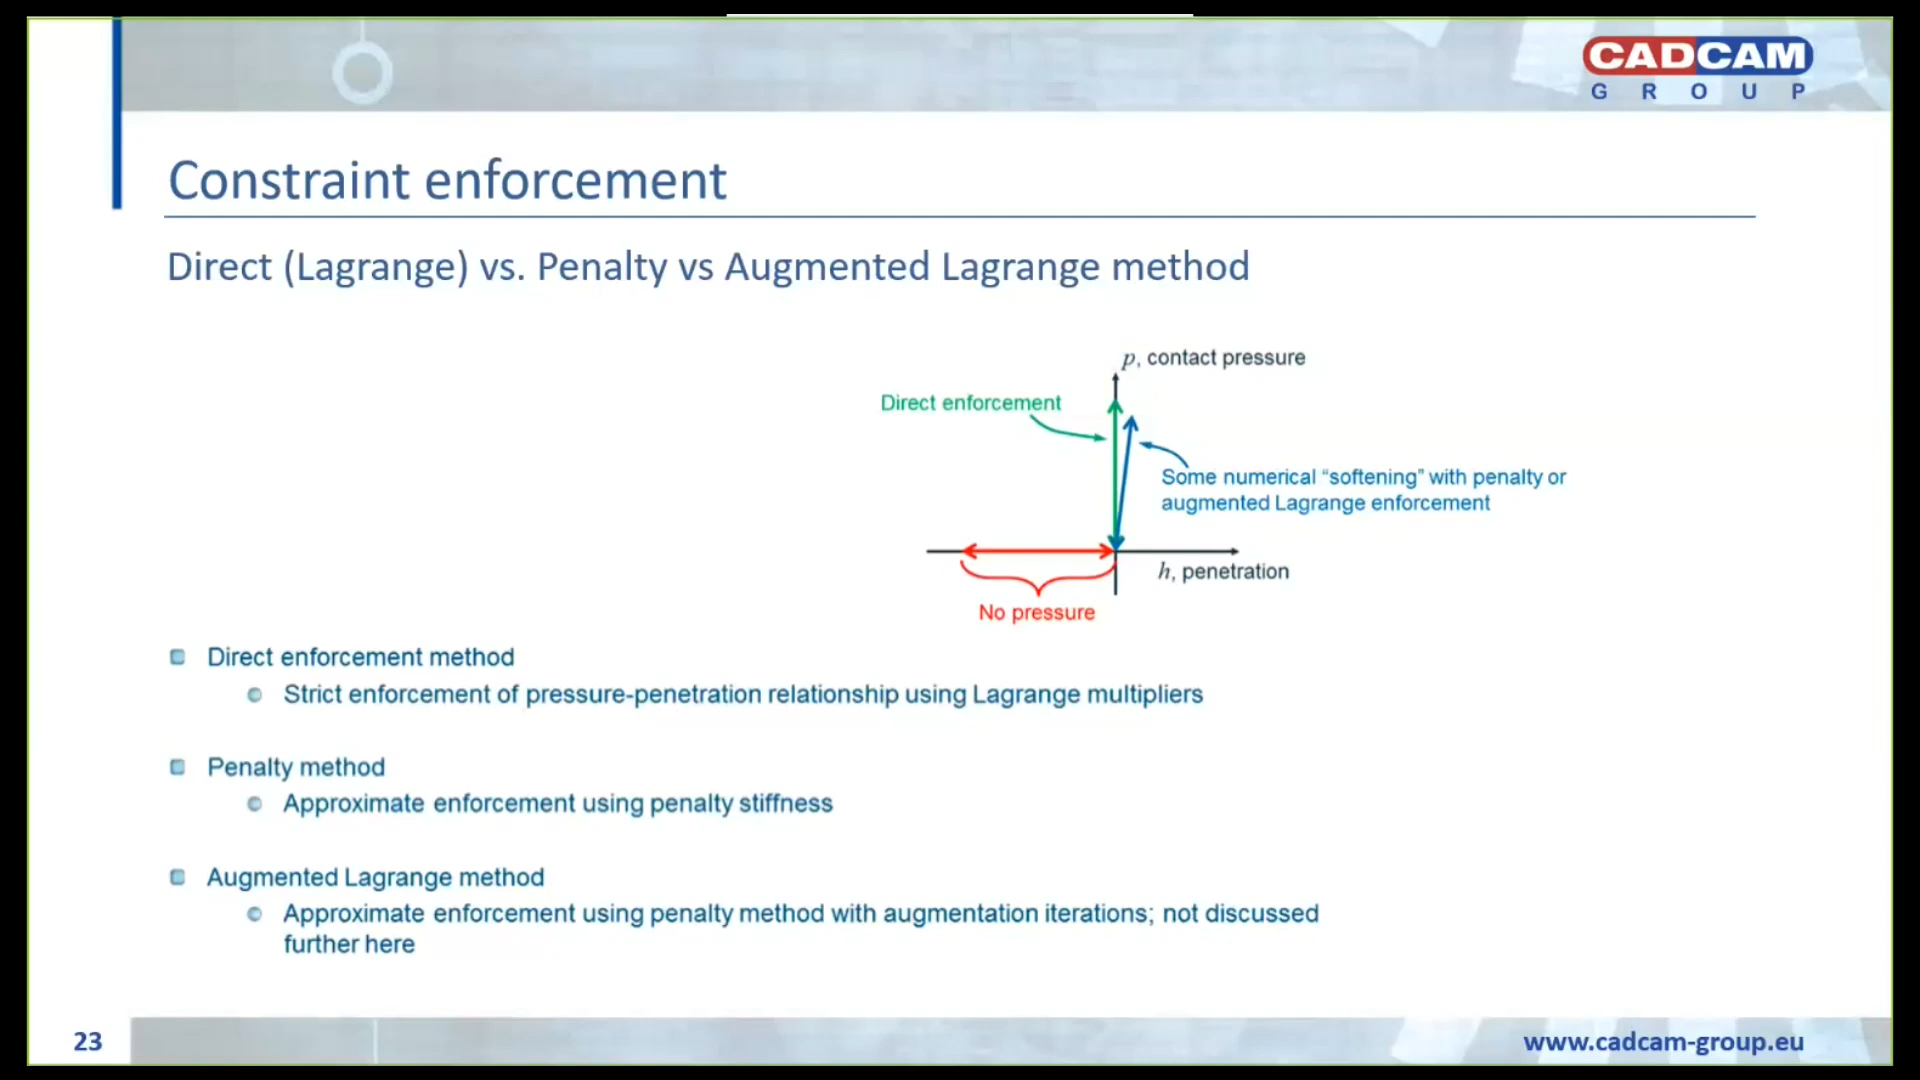 CADCAM
GROUP
Constraint enforcement
Direct (Lagrange) vs. Penalty vs Augmented Lagrange method
p, contact pressure
Direct enforcement
Some numerical “softening” with penalty or
augmented Lagrange enforcement
h, penetration
No pressure
Direct enforcement method
Strict enforcement of pressure-penetration relationship using Lagrange multipliers
Penalty method
Approximate enforcement using penalty stiffness
Augmented Lagrange method
Approximate enforcement using penalty method with augmentation iterations; not discussed
further here
23
www.cadcam-group.eu